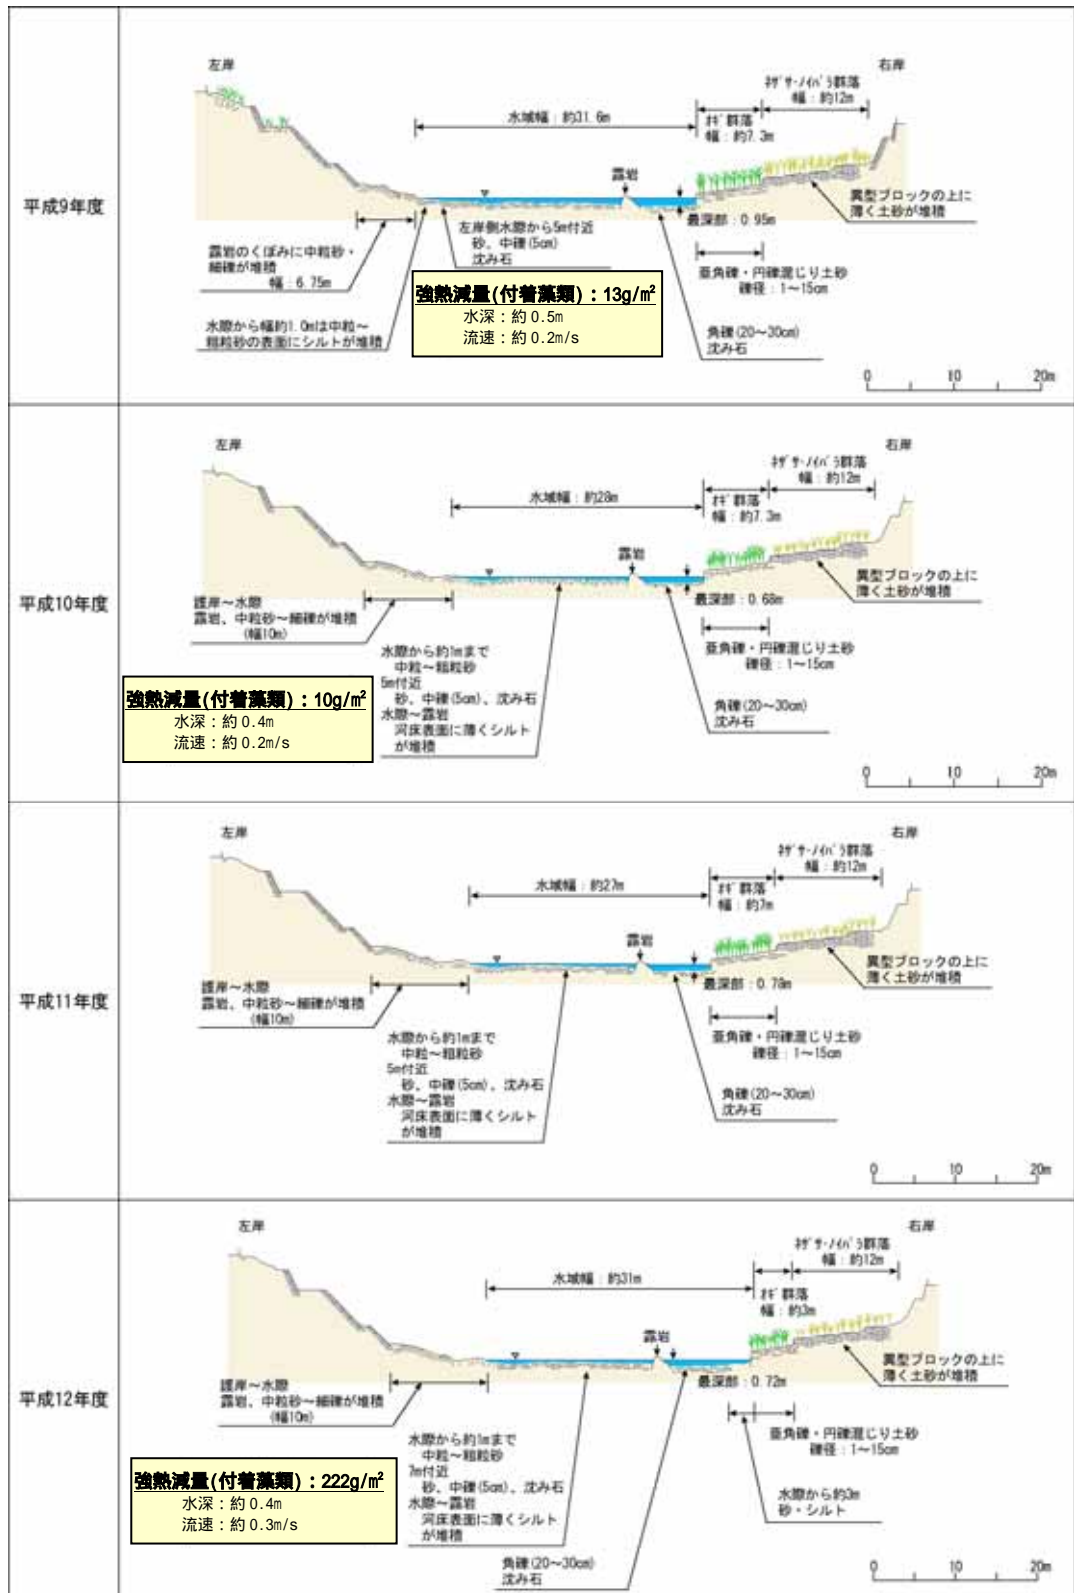 平成9年度
左岸
右岸
ﾈｻﾞｻ･ﾉｲﾊﾞﾗ群落
幅：約12m
水域幅：約31.6m
ｵｷﾞ群落
幅：約7.3m
露岩
異型ブロックの上に
薄く土砂が堆積
最深部：0.95m
左岸側水際から5m付近
砂、中礫(5cm)
沈み石
露岩のくぼみに中粒砂・
細礫が堆積
幅：6.75m
亜角礫・円礫混じり土砂
礫径：1～15cm
強熱減量(付着藻類)：13g/m²
水深：約0.5m
流速：約0.2m/s
水際から幅約1.0mは中粒～
粗粒砂の表面にシルトが堆積
角礫(20～30cm)
沈み石
0 10 20m
平成10年度
左岸
右岸
ﾈｻﾞｻ･ﾉｲﾊﾞﾗ群落
幅：約12m
水域幅：約28m
ｵｷﾞ群落
幅：約7.3m
露岩
異型ブロックの上に
薄く土砂が堆積
最深部：0.68m
護岸～水際
露岩、中粒砂～細礫が堆積
(幅10m)
水際から約1mまで
中粒～粗粒砂
5m付近
砂、中礫(5cm)、沈み石
水際～露岩
河床表面に薄くシルト
が堆積
亜角礫・円礫混じり土砂
礫径：1～15cm
角礫(20～30cm)
沈み石
強熱減量(付着藻類)：10g/m²
水深：約0.4m
流速：約0.2m/s
0 10 20m
平成11年度
左岸
右岸
ﾈｻﾞｻ･ﾉｲﾊﾞﾗ群落
幅：約12m
水域幅：約27m
ｵｷﾞ群落
幅：約7m
露岩
異型ブロックの上に
薄く土砂が堆積
最深部：0.78m
護岸～水際
露岩、中粒砂～細礫が堆積
(幅10m)
水際から約1mまで
中粒～粗粒砂
5m付近
砂、中礫(5cm)、沈み石
水際～露岩
河床表面に薄くシルト
が堆積
亜角礫・円礫混じり土砂
礫径：1～15cm
角礫(20～30cm)
沈み石
0 10 20m
平成12年度
左岸
右岸
ﾈｻﾞｻ･ﾉｲﾊﾞﾗ群落
幅：約12m
水域幅：約31m
ｵｷﾞ群落
幅：約3m
露岩
異型ブロックの上に
薄く土砂が堆積
最深部：0.72m
護岸～水際
露岩、中粒砂～細礫が堆積
(幅10m)
水際から約1mまで
中粒～粗粒砂
7m付近
砂、中礫(5cm)、沈み石
水際～露岩
河床表面に薄くシルト
が堆積
亜角礫・円礫混じり土砂
礫径：1～15cm
水際から約3m
砂・シルト
強熱減量(付着藻類)：222g/m²
水深：約0.4m
流速：約0.3m/s
角礫(20～30cm)
沈み石
0 10 20m